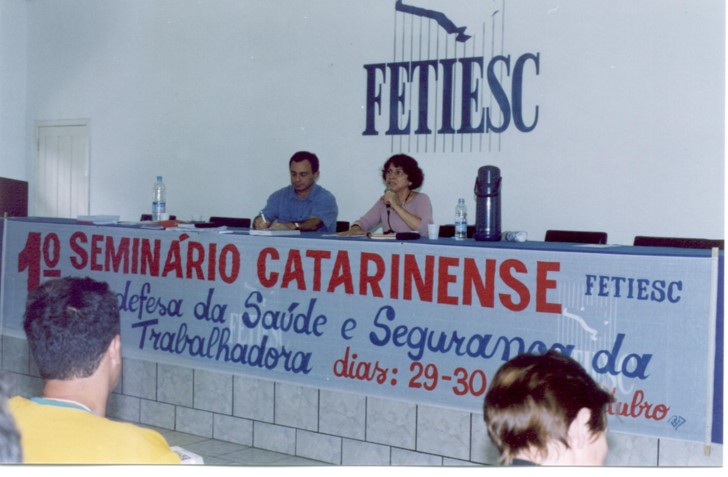 FETIESC
1º SEMINÁRIO CATARINENSE FETIESC
defesa da Saúde e Segurança da
Trabalhadora dias: 29-30